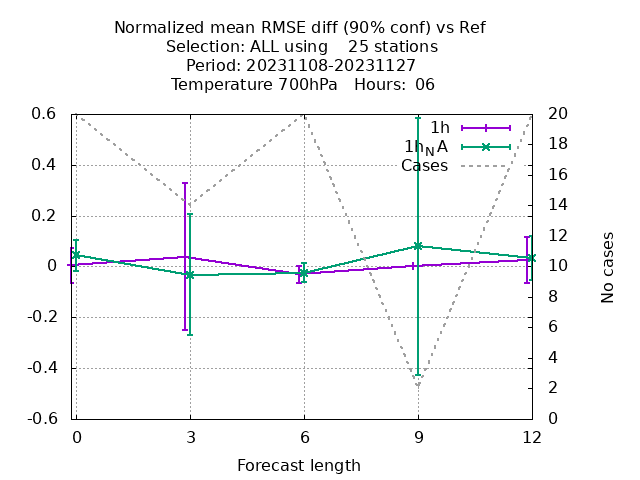 Normalized mean RMSE diff (90% conf) vs Ref
Selection: ALL using    25 stations
Period: 20231108-20231127
Temperature 700hPa   Hours:  06
0.6
0.4
0.2
0
-0.2
-0.4
-0.6
20
18
16
14
12
10
8
6
4
2
0
1h
1hNA
Cases
No cases
0 3 6 9 12
Forecast length